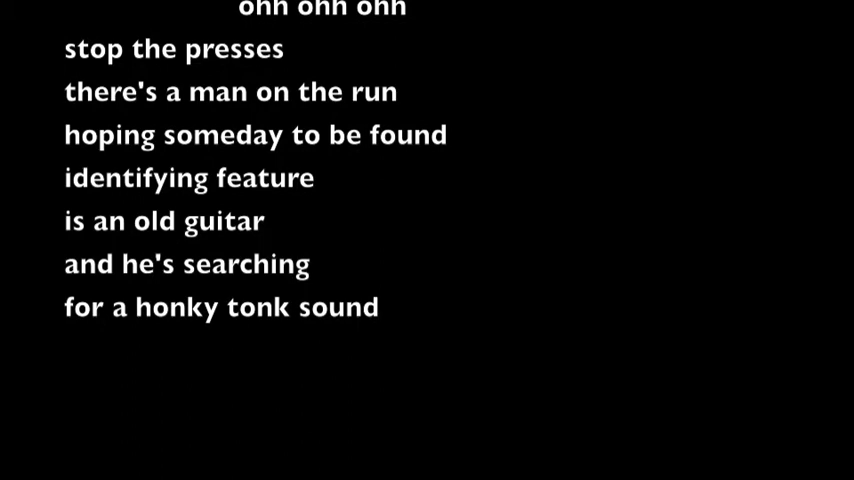 ohh ohh ohh
stop the presses
there's a man on the run
hoping someday to be found
identifying feature
is an old guitar
and he's searching
for a honky tonk sound